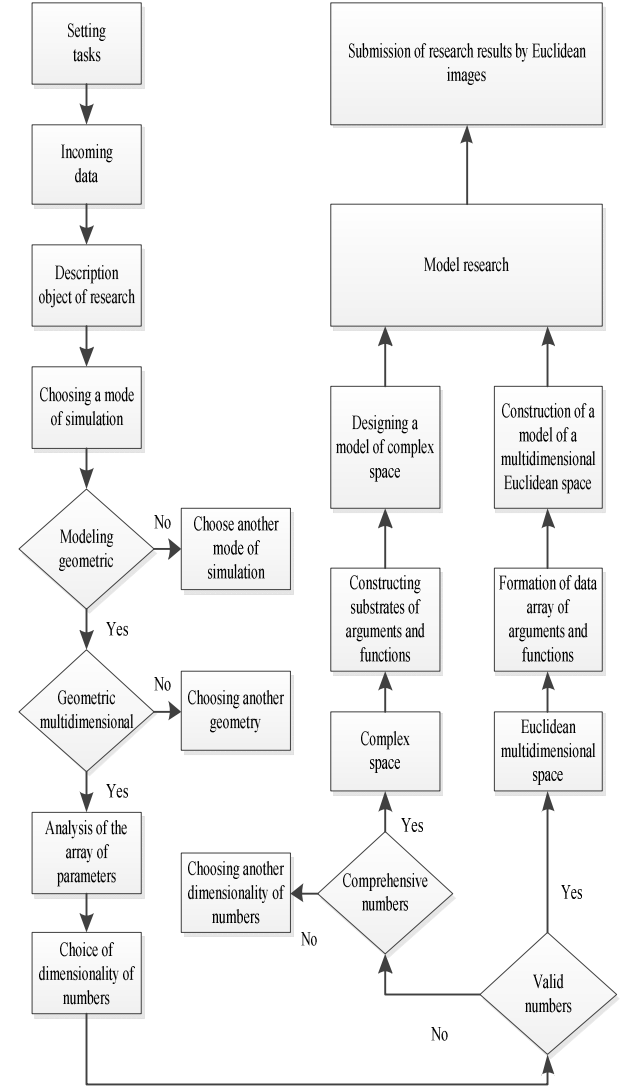 Setting
tasks
Incoming
data
Description
object of research
Choosing a mode
of simulation
Modeling
geometric
No
Choose another
mode of
simulation
Yes
Geometric
multidimensional
No
Choosing another
geometry
Yes
Analysis of the
array of
parameters
Choice of
dimensionality of
numbers
Submission of research results by Euclidean
images
Model research
Designing a
model of complex
space
Construction of a
model of a
multidimensional
Euclidean space
Constructing
substrates of
arguments and
functions
Formation of data
array of
arguments and
functions
Complex
space
Euclidean
multidimensional
space
Yes
Choosing another
dimensionality of
numbers
Comprehensive
numbers
No
Yes
Valid
numbers
No